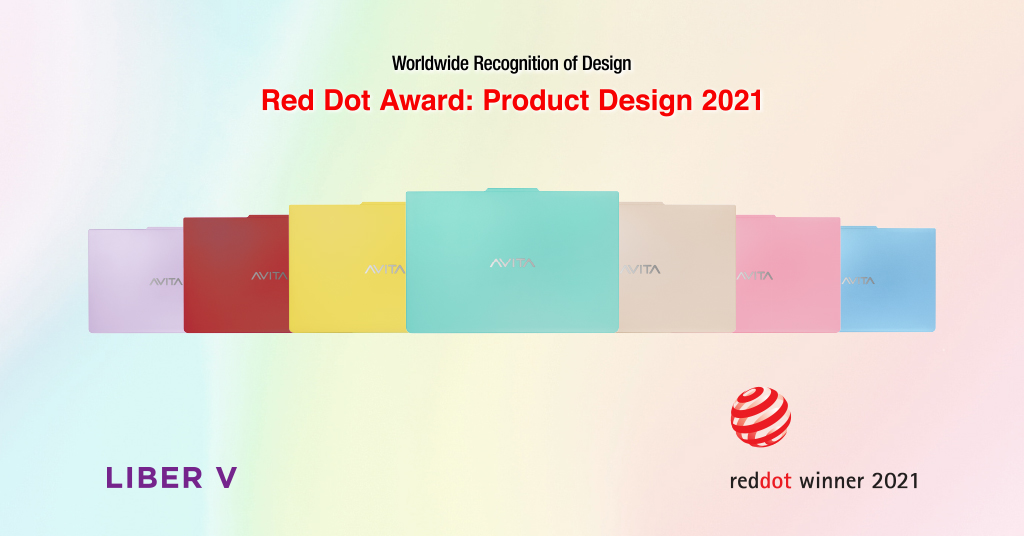 Worldwide Recognition of Design
Red Dot Award: Product Design 2021
AVITA
AVITA
AVITA
AVITA
AVITA
AVITA
AVITA
LIBER V
reddot winner 2021